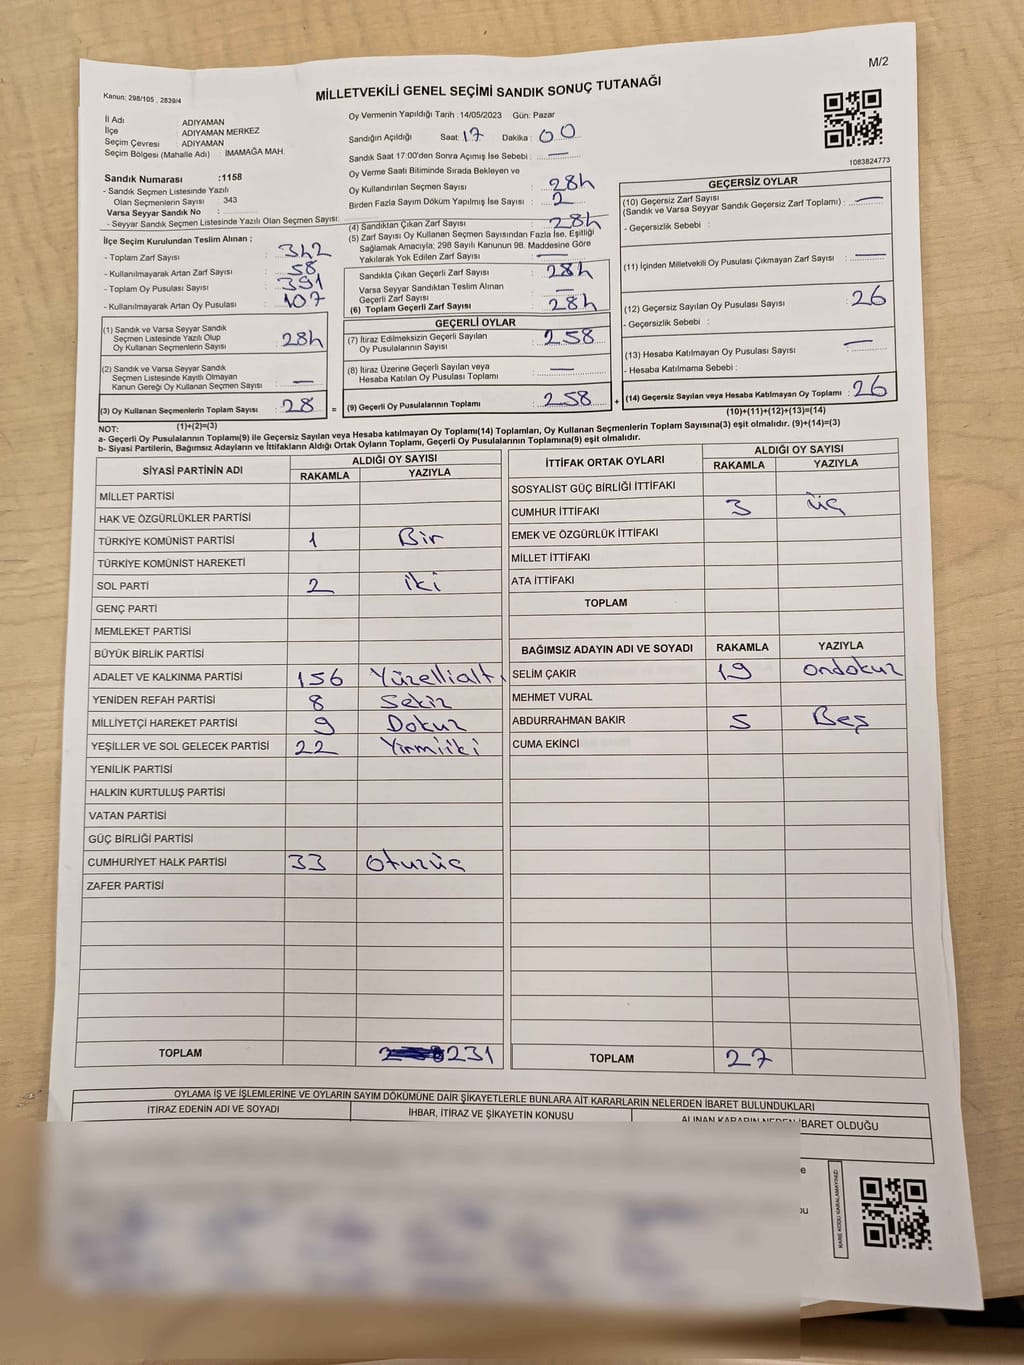 M/2
Kanun: 298/105 , 2839/4
MİLLETVEKİLİ GENEL SEÇİMİ SANDIK SONUÇ TUTANAĞI
1083824773
İl Adı : ADIYAMAN
İlçe : ADIYAMAN MERKEZ
Seçim Çevresi : ADIYAMAN
Seçim Bölgesi (Mahalle Adı) : İMAMAĞA MAH.
Sandık Numarası :1158
- Sandık Seçmen Listesinde Yazılı
Olan Seçmenlerin Sayısı : 343
Varsa Seyyar Sandık No :
- Seyyar Sandık Seçmen Listesinde Yazılı Olan Seçmen Sayısı:
İlçe Seçim Kurulundan Teslim Alınan ;
- Toplam Zarf Sayısı : 342
- Kullanılmayarak Artan Zarf Sayısı : 58
- Toplam Oy Pusulası Sayısı : 391
- Kullanılmayarak Artan Oy Pusulası : 107
(1) Sandık ve Varsa Seyyar Sandık
Seçmen Listesinde Yazılı Olup
Oy Kullanan Seçmenlerin Sayısı : 284
(2) Sandık ve Varsa Seyyar Sandık
Seçmen Listesinde Kayıtlı Olmayan
Kanun Gereği Oy Kullanan Seçmen Sayısı : —
(3) Oy Kullanan Seçmenlerin Toplam Sayısı : 28 =
(1)+(2)=(3)
Oy Vermenin Yapıldığı Tarih :14/05/2023 Gün: Pazar
Sandığın Açıldığı Saat: 17 Dakika : 00
Sandık Saat 17:00'den Sonra Açımış İse Sebebi : —
Oy Verme Saati Bitiminde Sırada Bekleyen ve
Oy Kullandırılan Seçmen Sayısı : 284
Birden Fazla Sayım Döküm Yapılmış İse Sayısı : 2
(4) Sandıktan Çıkan Zarf Sayısı : 284
(5) Zarf Sayısı Oy Kullanan Seçmen Sayısından Fazla İse, Eşitliği
Sağlamak Amacıyla; 298 Sayılı Kanunun 98. Maddesine Göre
Yakılarak Yok Edilen Zarf Sayısı : —
Sandıkla Çıkan Geçerli Zarf Sayısı : 284
Varsa Seyyar Sandıktan Teslim Alınan
Geçerli Zarf Sayısı : —
(6) Toplam Geçerli Zarf Sayısı : 284
GEÇERLİ OYLAR
(7) İtiraz Edilmeksizin Geçerli Sayılan
Oy Pusulalarının Sayısı : 258
(8) İtiraz Üzerine Geçerli Sayılan veya
Hesaba Katılan Oy Pusulası Toplamı : —
(9) Geçerli Oy Pusulalarının Toplamı : 258 +
GEÇERSİZ OYLAR
(10) Geçersiz Zarf Sayısı
(Sandık ve Varsa Seyyar Sandık Geçersiz Zarf Toplamı) : —
- Geçersizlik Sebebi :
(11) İçinden Milletvekili Oy Pusulası Çıkmayan Zarf Sayısı : —
(12) Geçersiz Sayılan Oy Pusulası Sayısı : 26
- Geçersizlik Sebebi :
(13) Hesaba Katılmayan Oy Pusulası Sayısı : —
- Hesaba Katılmama Sebebi :
(14) Geçersiz Sayılan veya Hesaba Katılmayan Oy Toplamı : 26
(10)+(11)+(12)+(13)=(14)
NOT:
a- Geçerli Oy Pusulalarının Toplamı(9) ile Geçersiz Sayılan veya Hesaba katılmayan Oy Toplamı(14) Toplamları, Oy Kullanan Seçmenlerin Toplam Sayısına(3) eşit olmalıdır. (9)+(14)=(3)
b- Siyasi Partilerin, Bağımsız Adayların ve İttifakların Aldığı Ortak Oyların Toplamı, Geçerli Oy Pusulalarının Toplamına(9) eşit olmalıdır.
SİYASİ PARTİNİN ADI ALDIĞI OY SAYISI
RAKAMLA YAZIYLA
MİLLET PARTİSİ
HAK VE ÖZGÜRLÜKLER PARTİSİ
TÜRKİYE KOMÜNİST PARTİSİ 1 Bir
TÜRKİYE KOMÜNİST HAREKETİ
SOL PARTİ 2 iki
GENÇ PARTİ
MEMLEKET PARTİSİ
BÜYÜK BİRLİK PARTİSİ
ADALET VE KALKINMA PARTİSİ 156 Yüzellialtı
YENİDEN REFAH PARTİSİ 8 Sekiz
MİLLİYETÇİ HAREKET PARTİSİ 9 Dokuz
YEŞİLLER VE SOL GELECEK PARTİSİ 22 Yirmiiki
YENİLİK PARTİSİ
HALKIN KURTULUŞ PARTİSİ
VATAN PARTİSİ
GÜÇ BİRLİĞİ PARTİSİ
CUMHURİYET HALK PARTİSİ 33 Otuzüç
ZAFER PARTİSİ
TOPLAM 231
İTTİFAK ORTAK OYLARI ALDIĞI OY SAYISI
RAKAMLA YAZIYLA
SOSYALİST GÜÇ BİRLİĞİ İTTİFAKI
CUMHUR İTTİFAKI 3 üç
EMEK VE ÖZGÜRLÜK İTTİFAKI
MİLLET İTTİFAKI
ATA İTTİFAKI
TOPLAM
BAĞIMSIZ ADAYIN ADI VE SOYADI RAKAMLA YAZIYLA
SELİM ÇAKIR 19 ondokuz
MEHMET VURAL
ABDURRAHMAN BAKIR 5 Beş
CUMA EKİNCİ
TOPLAM 27
OYLAMA İŞ VE İŞLEMLERİNE VE OYLARIN SAYIM DÖKÜMÜNE DAİR ŞİKAYETLERLE BUNLARA AİT KARARLARIN NELERDEN İBARET BULUNDUKLARI
İTİRAZ EDENİN ADI VE SOYADI İHBAR, İTİRAZ VE ŞİKAYETİN KONUSU ALINAN KARARIN NEDEN İBARET OLDUĞU
KARE KODU KARALAMAYINIZ!